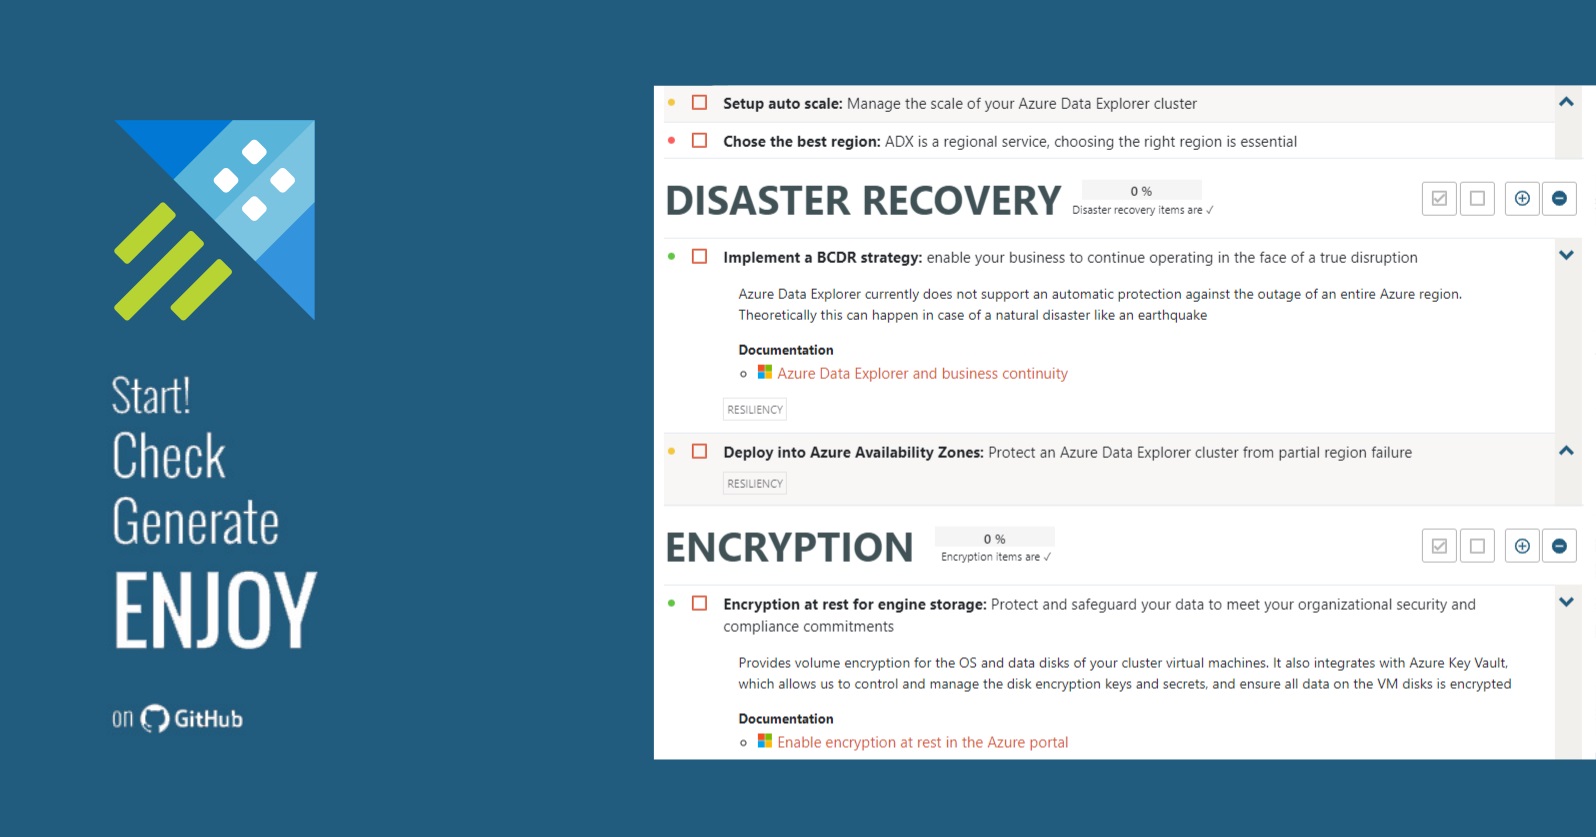 Start!
Check
Generate
ENJOY
on GitHub
Setup auto scale: Manage the scale of your Azure Data Explorer cluster
Chose the best region: ADX is a regional service, choosing the right region is essential
DISASTER RECOVERY
0 %
Disaster recovery items are ✓
Implement a BCDR strategy: enable your business to continue operating in the face of a true disruption
Azure Data Explorer currently does not support an automatic protection against the outage of an entire Azure region.
Theoretically this can happen in case of a natural disaster like an earthquake
Documentation
Azure Data Explorer and business continuity
RESILIENCY
Deploy into Azure Availability Zones: Protect an Azure Data Explorer cluster from partial region failure
RESILIENCY
ENCRYPTION
0 %
Encryption items are ✓
Encryption at rest for engine storage: Protect and safeguard your data to meet your organizational security and
compliance commitments
Provides volume encryption for the OS and data disks of your cluster virtual machines. It also integrates with Azure Key Vault,
which allows us to control and manage the disk encryption keys and secrets, and ensure all data on the VM disks is encrypted
Documentation
Enable encryption at rest in the Azure portal